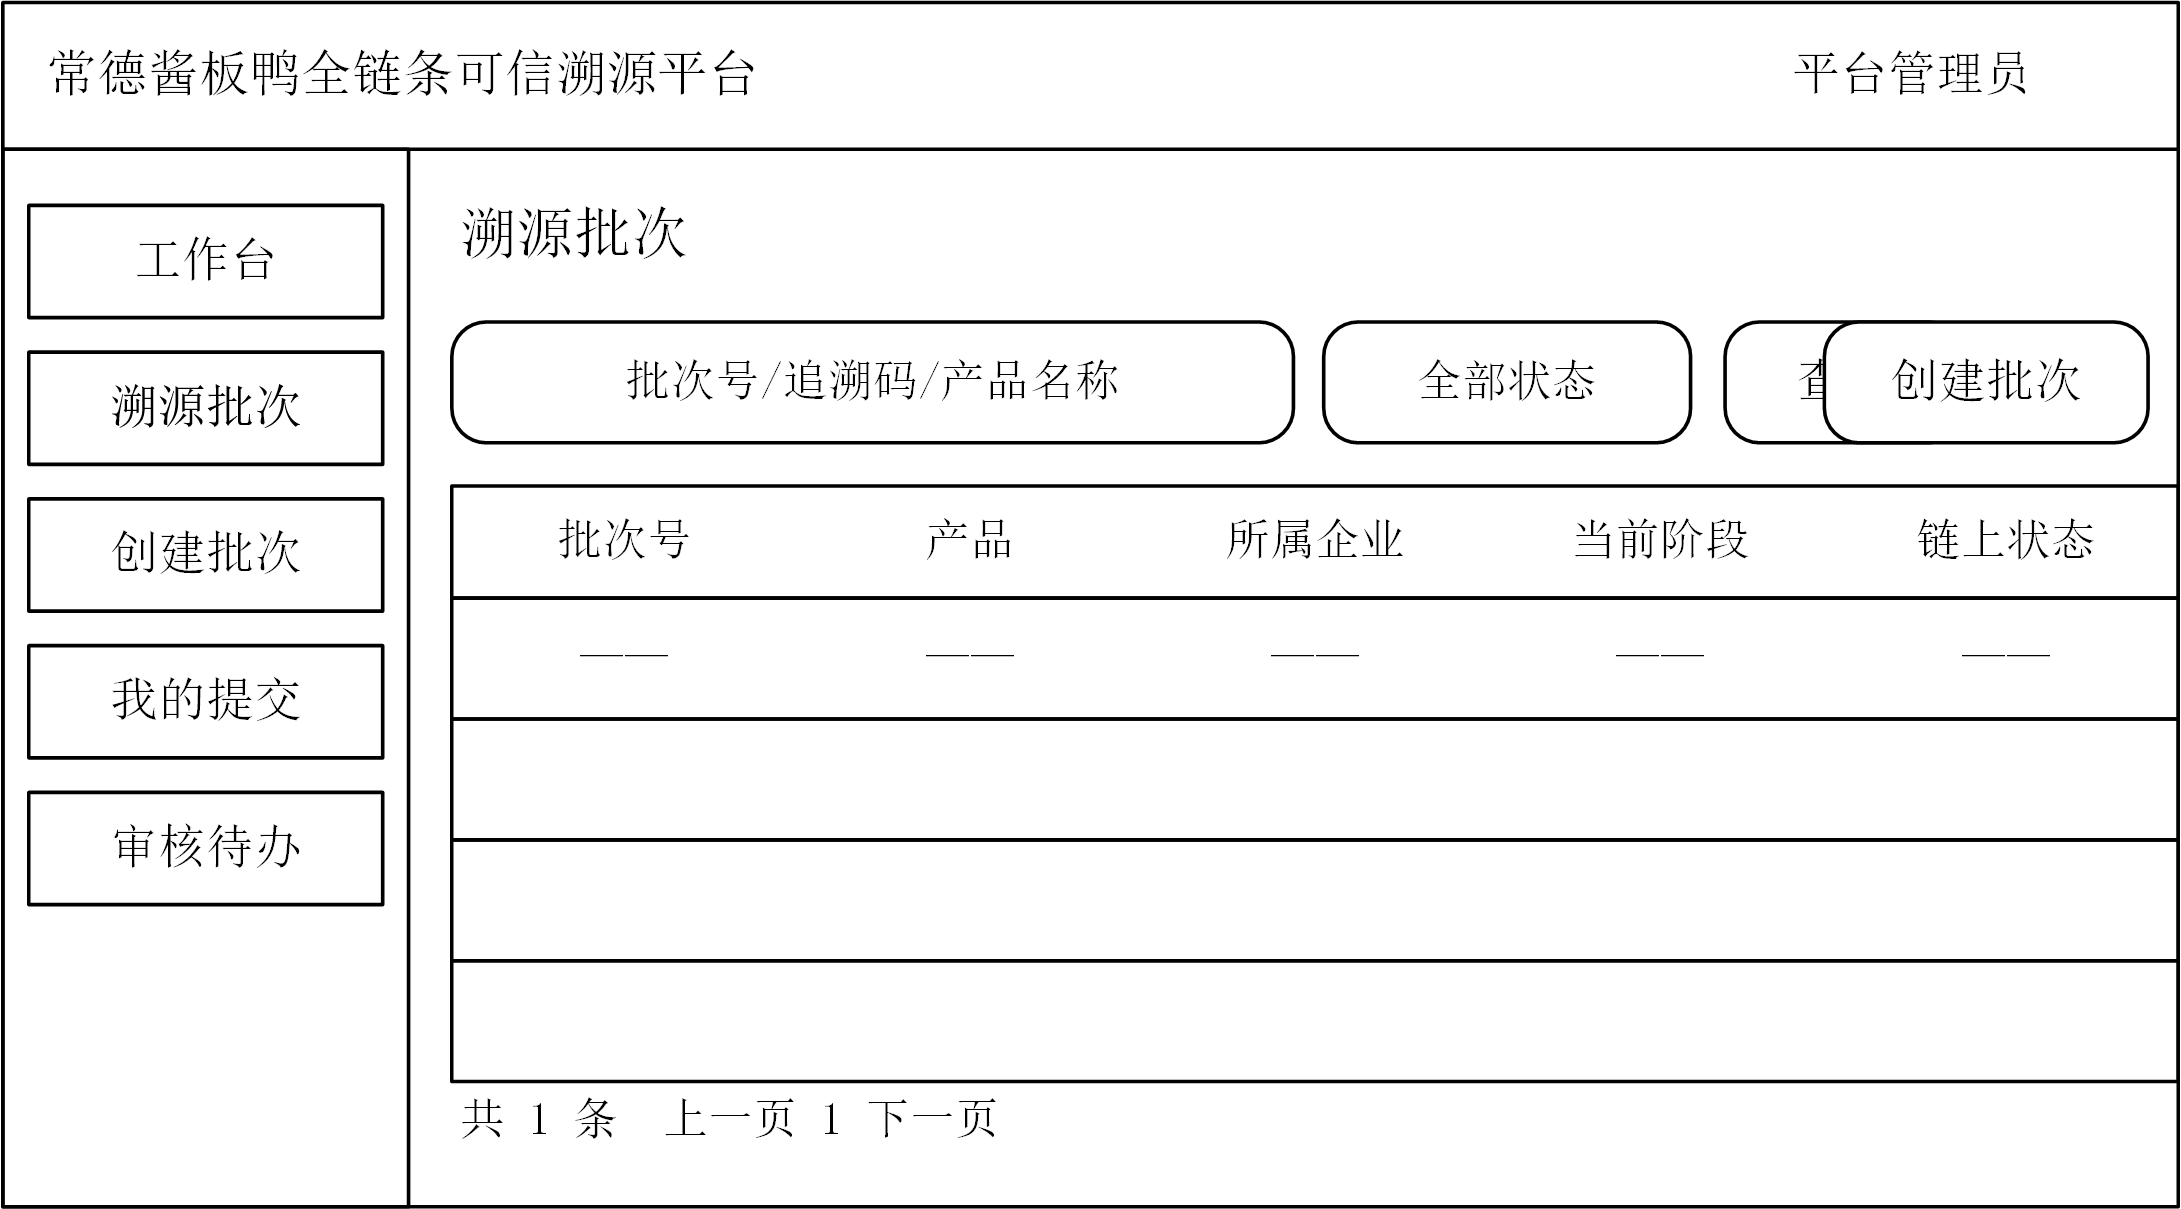 常德酱板鸭全链条可信溯源平台 平台管理员
工作台
溯源批次
创建批次
我的提交
审核待办
溯源批次
批次号/追溯码/产品名称 全部状态 创建批次
批次号 产品 所属企业 当前阶段 链上状态
—— —— —— —— ——
共 1 条 上一页 1 下一页